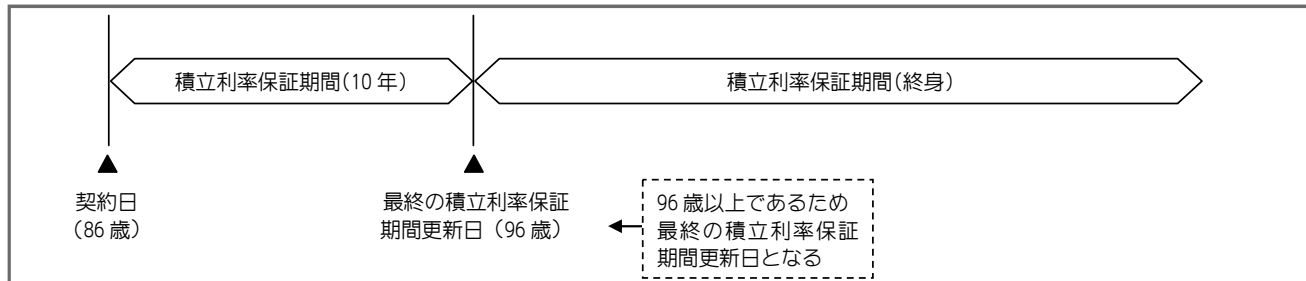 積立利率保証期間(10年)
積立利率保証期間(終身)
契約日
(86歳)
最終の積立利率保証
期間更新日（96歳）
96歳以上であるため
最終の積立利率保証
期間更新日となる